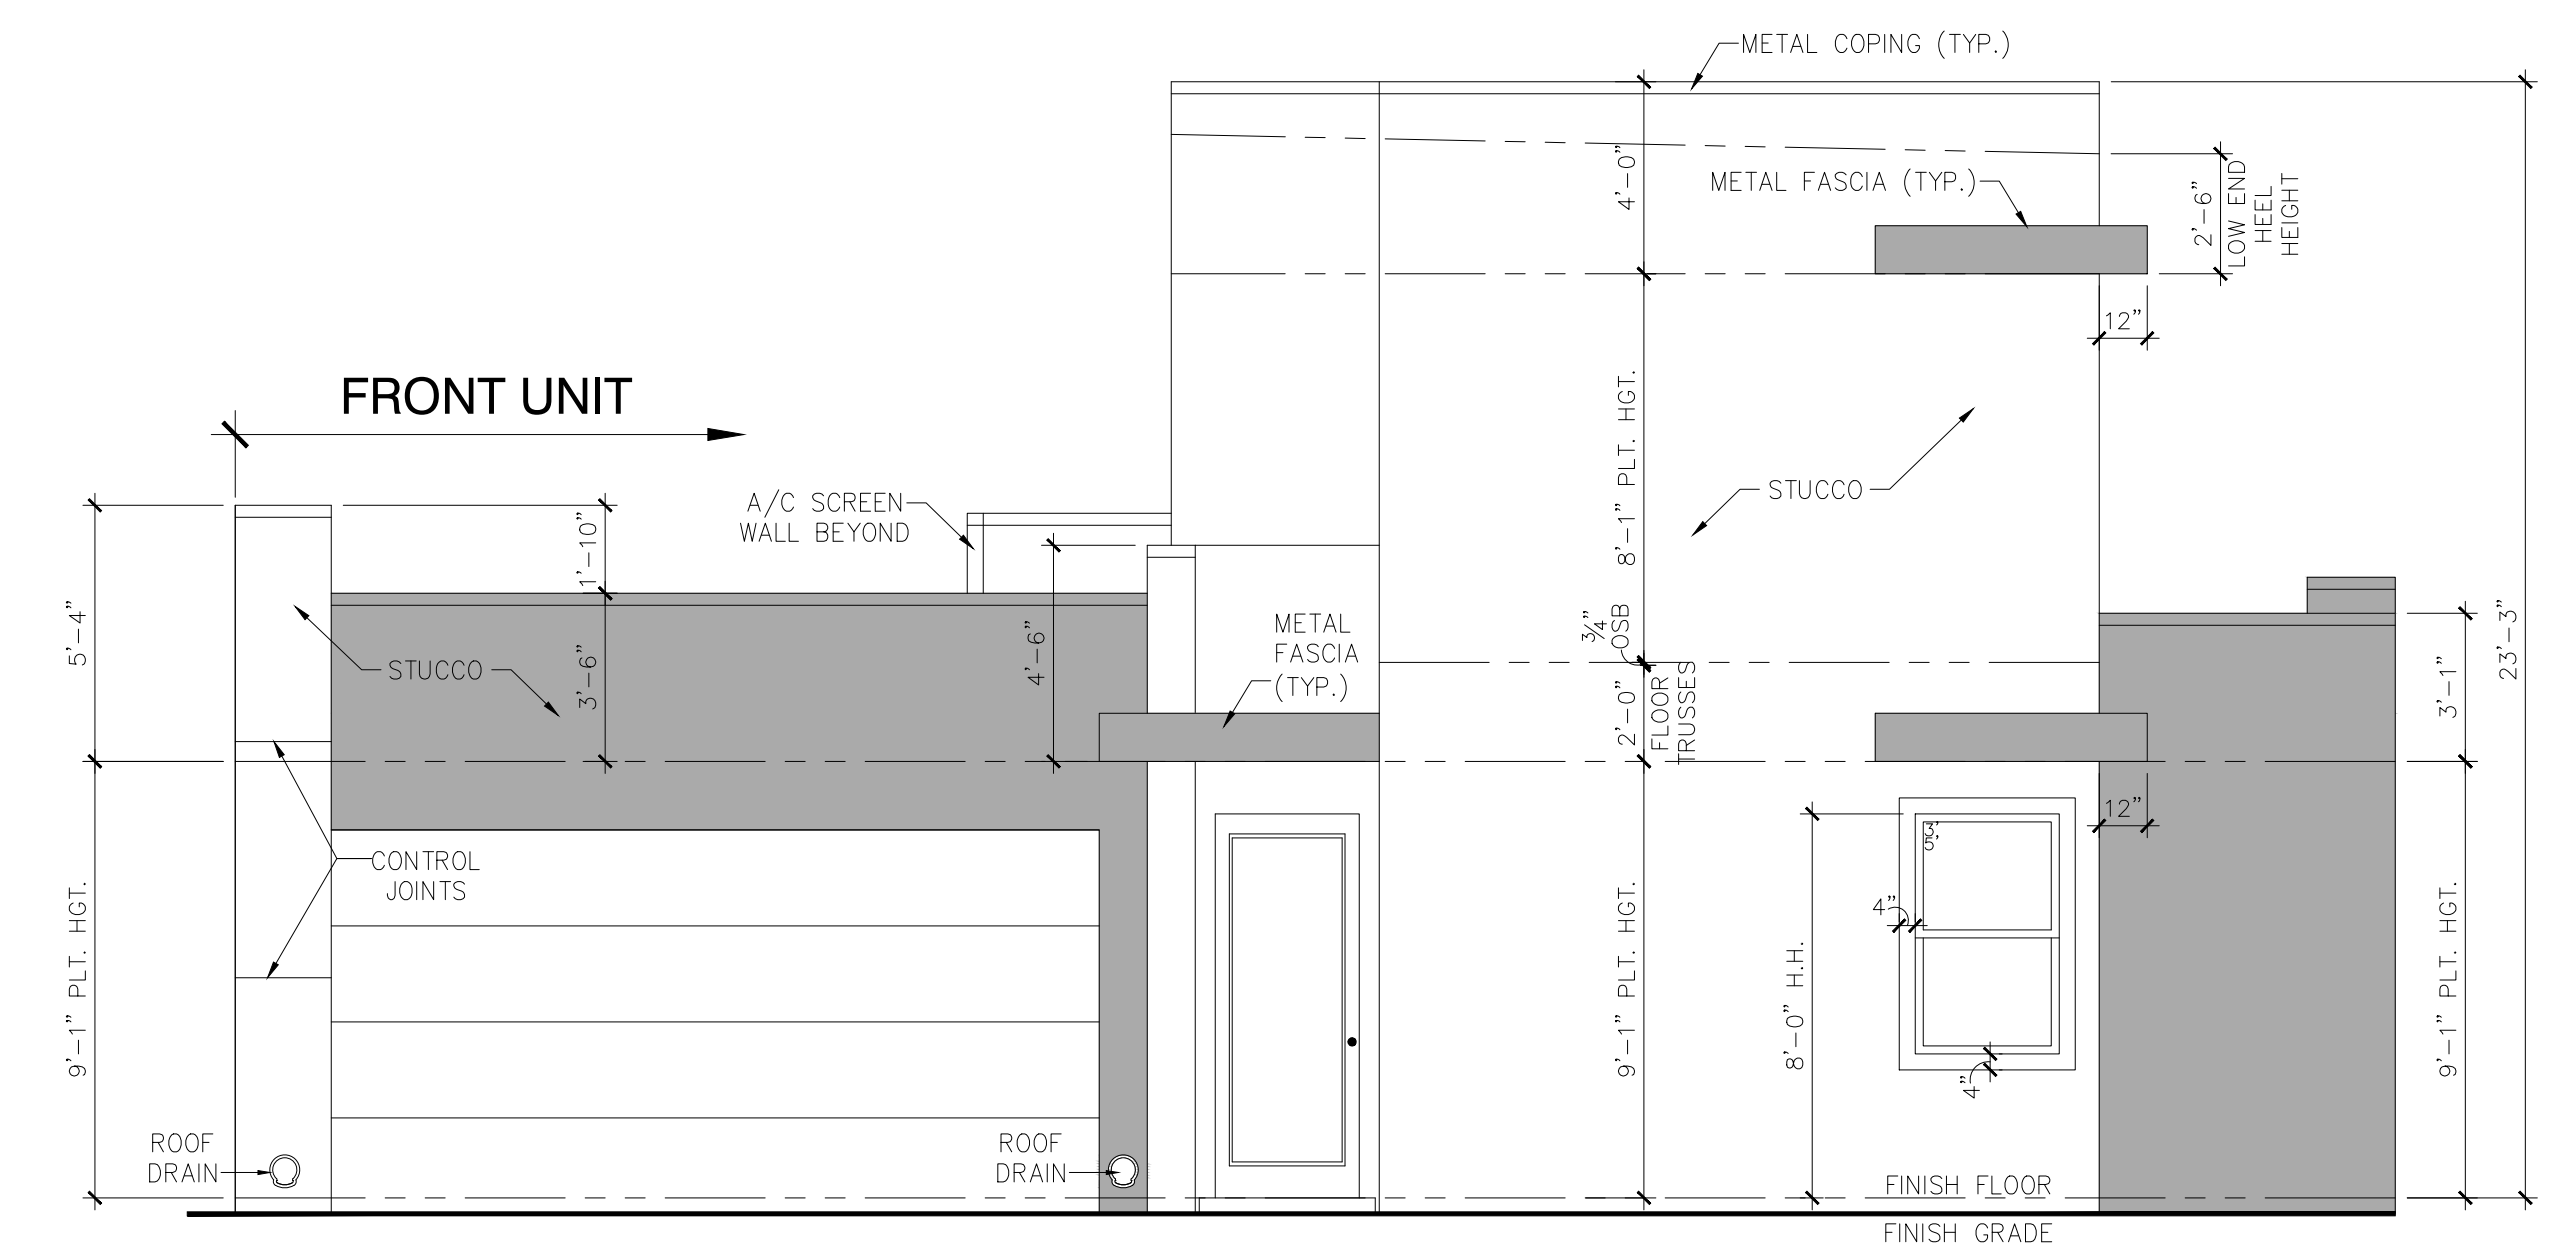 METAL COPING (TYP.)
4'-0"
METAL FASCIA (TYP.)
2'-6"
LOW END
HEEL
HEIGHT
12"
FRONT UNIT
8'-1" PLT. HGT.
STUCCO
A/C SCREEN
WALL BEYOND
1'-10"
5'-4"
3'-6"
STUCCO
4'-6"
METAL
FASCIA
(TYP.)
3/4"
OSB
2'-0"
FLOOR
TRUSSES
3'-1"
23'-3"
12"
3'
5'
CONTROL
JOINTS
4"
9'-1" PLT. HGT.
9'-1" PLT. HGT.
8'-0" H.H.
9'-1" PLT. HGT.
4"
ROOF
DRAIN
ROOF
DRAIN
FINISH FLOOR
FINISH GRADE